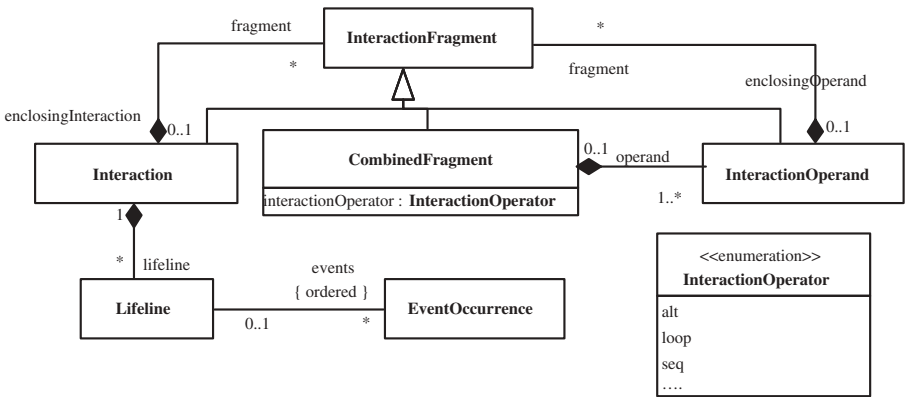 fragment
InteractionFragment
*
*
fragment
enclosingInteraction
enclosingOperand
0..1
0..1
Interaction
CombinedFragment
interactionOperator : InteractionOperator
0..1
operand
1..*
InteractionOperand
1
*
lifeline
Lifeline
events
{ ordered }
0..1
*
EventOccurrence
<<enumeration>>
InteractionOperator
alt
loop
seq
....